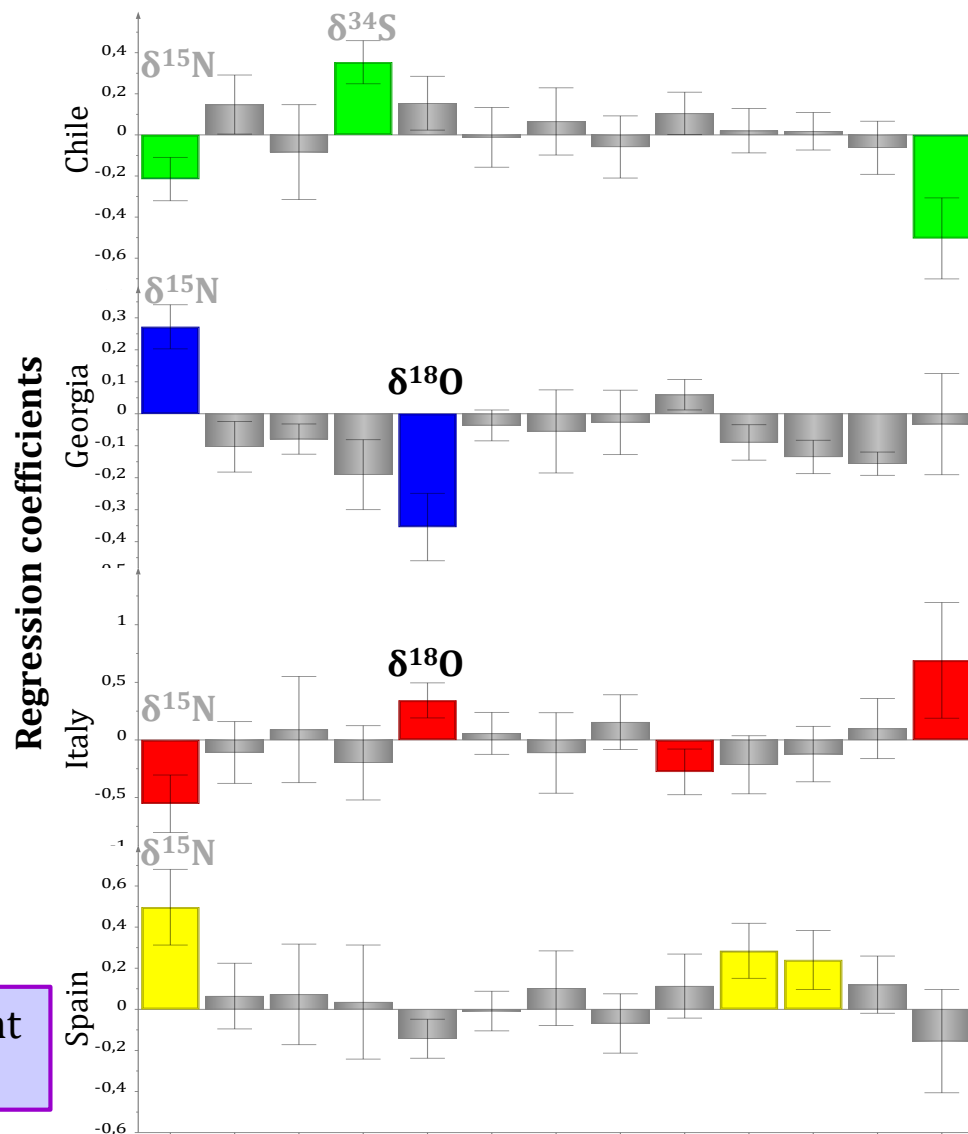 δ¹⁵N
δ³⁴S
0,4
0,2
0
-0,2
-0,4
-0,6
Chile
δ¹⁵N
δ¹⁸O
0,3
0,2
0,1
0
-0,1
-0,2
-0,3
-0,4
Georgia
Regression coefficients
δ¹⁵N
δ¹⁸O
1
0,5
0
-0,5
-1
Italy
δ¹⁵N
0,6
0,4
0,2
0
-0,2
-0,4
-0,6
Spain